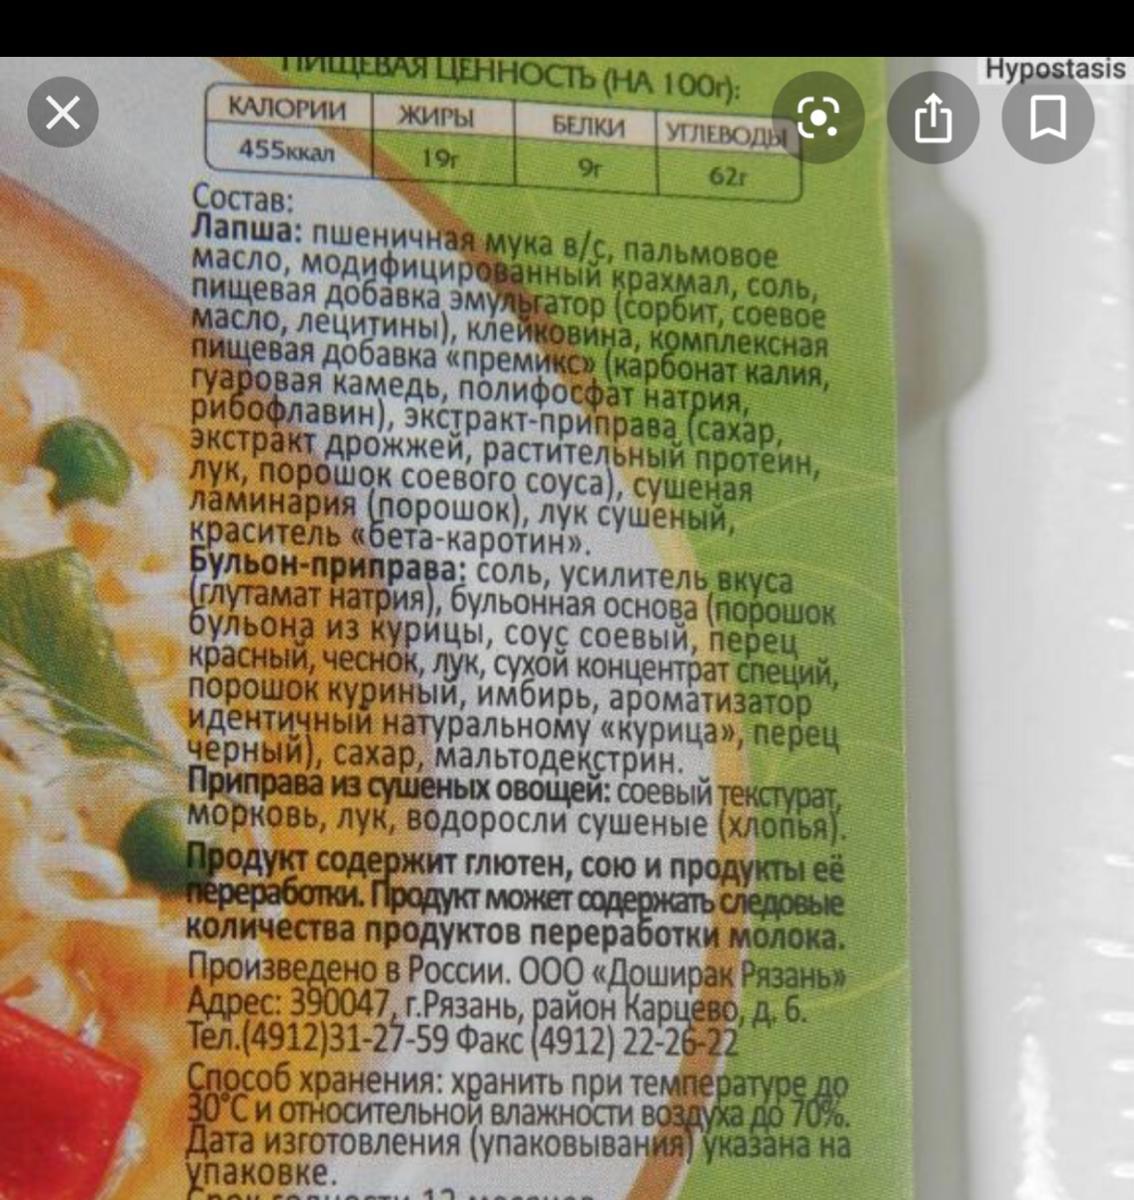 Hypostasis
ПИЩЕВАЯ ЦЕННОСТЬ (НА 100г):
КАЛОРИИ ЖИРЫ БЕЛКИ УГЛЕВОДЫ
455ккал 19г 9г 62г
Состав:
Лапша: пшеничная мука в/с, пальмовое
масло, модифицированный крахмал, соль,
пищевая добавка эмульгатор (сорбит, соевое
масло, лецитины), клейковина, комплексная
пищевая добавка «премикс» (карбонат калия,
гуаровая камедь, полифосфат натрия,
рибофлавин), экстракт-приправа (сахар,
экстракт дрожжей, растительный протеин,
лук, порошок соевого соуса), сушеная
ламинария (порошок), лук сушеный,
краситель «бета-каротин».
Бульон-приправа: соль, усилитель вкуса
(глутамат натрия), бульонная основа (порошок
бульона из курицы, соус соевый, перец
красный, чеснок, лук, сухой концентрат специй,
порошок куриный, имбирь, ароматизатор
идентичный натуральному «курица», перец
черный), сахар, мальтодекстрин.
Приправа из сушеных овощей: соевый текстурат,
морковь, лук, водоросли сушеные (хлопья).
Продукт содержит глютен, сою и продукты её
переработки. Продукт может содержать следовые
количества продуктов переработки молока.
Произведено в России. ООО «Доширак Рязань»
Адрес: 390047, г.Рязань, район Карцево, д. 6.
Тел.(4912)31-27-59 Факс (4912) 22-26-22
Способ хранения: хранить при температуре до
30°С и относительной влажности воздуха до 70%.
Дата изготовления (упаковывания) указана на
упаковке.
Срок годности 12 месяцев